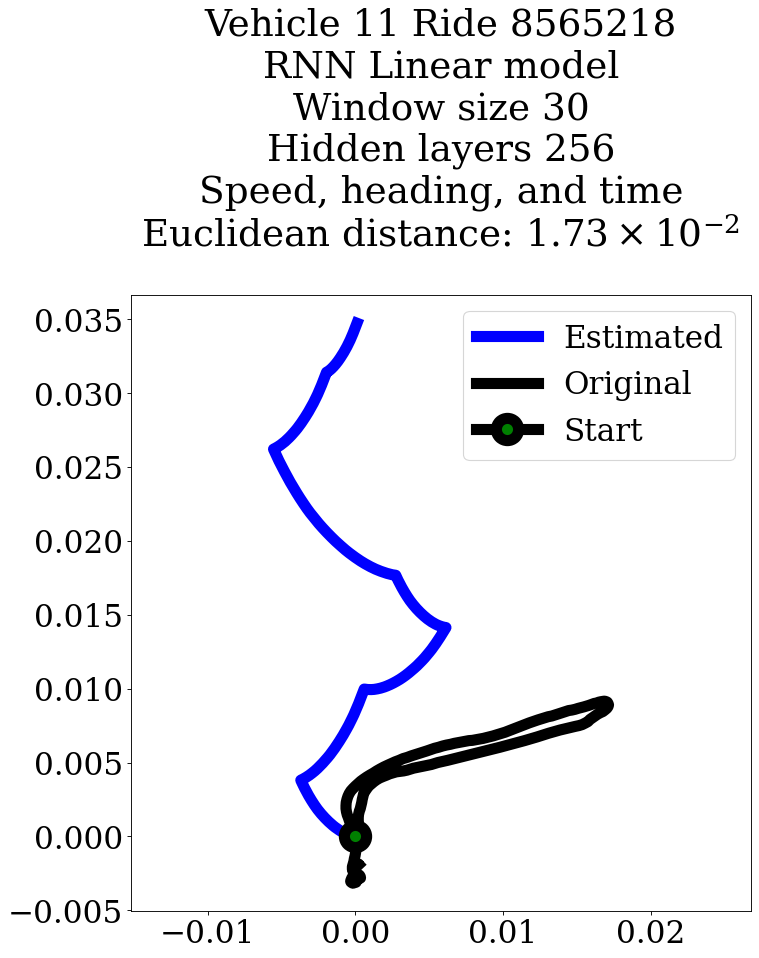 Vehicle 11 Ride 8565218
RNN Linear model
Window size 30
Hidden layers 256
Speed, heading, and time
Euclidean distance: 1.73 × 10⁻²
0.035
0.030
0.025
0.020
0.015
0.010
0.005
0.000
−0.005
Estimated
Original
Start
−0.01
0.00
0.01
0.02